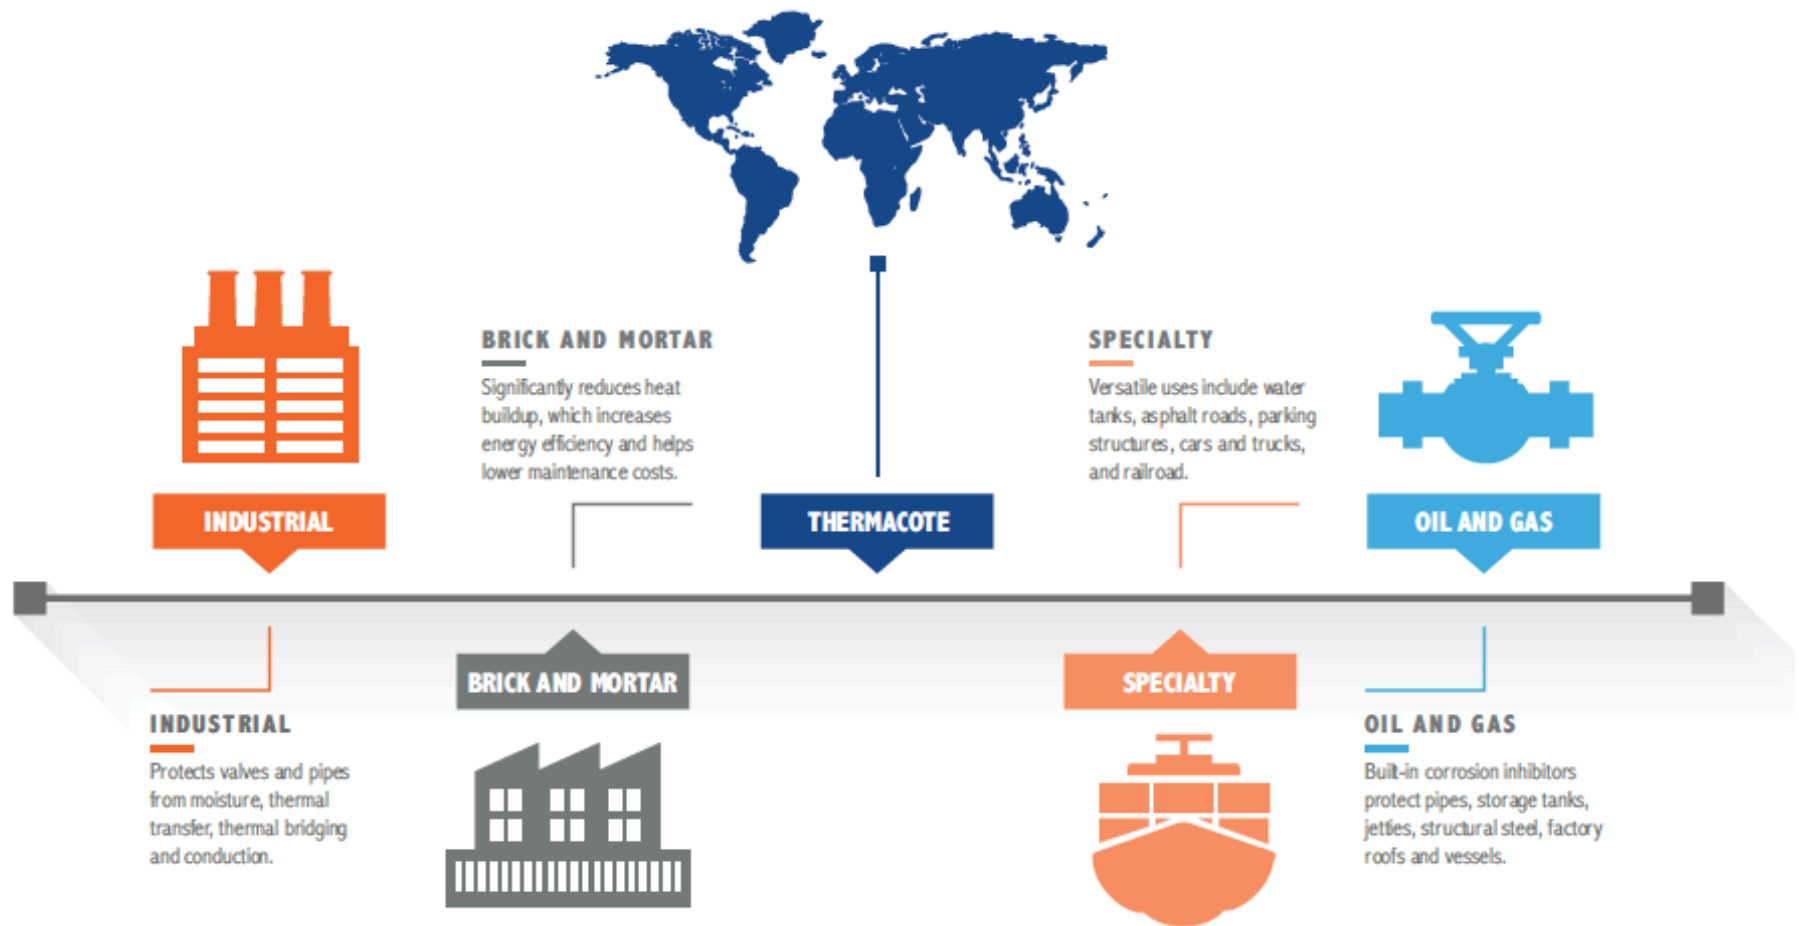 BRICK AND MORTAR
Significantly reduces heat
buildup, which increases
energy efficiency and helps
lower maintenance costs.
SPECIALTY
Versatile uses include water
tanks, asphalt roads, parking
structures, cars and trucks,
and railroad.
INDUSTRIAL
THERMACOTE
OIL AND GAS
BRICK AND MORTAR
SPECIALTY
INDUSTRIAL
Protects valves and pipes
from moisture, thermal
transfer, thermal bridging
and conduction.
OIL AND GAS
Built-in corrosion inhibitors
protect pipes, storage tanks,
jetties, structural steel, factory
roofs and vessels.